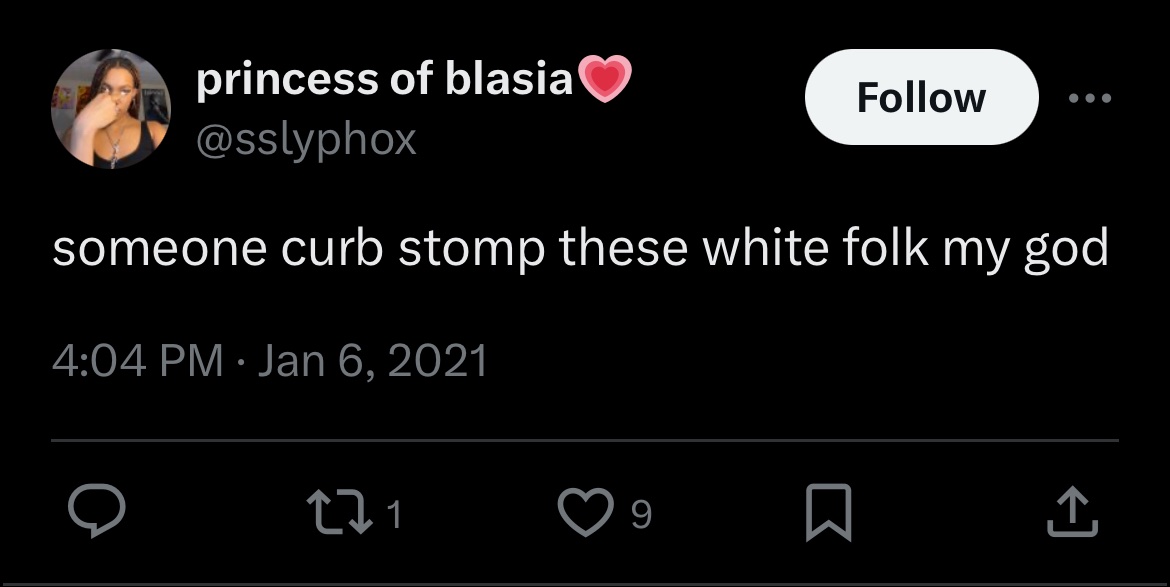 princess of blasia💗
@sslyphox
Follow
someone curb stomp these white folk my god
4:04 PM · Jan 6, 2021
1
9